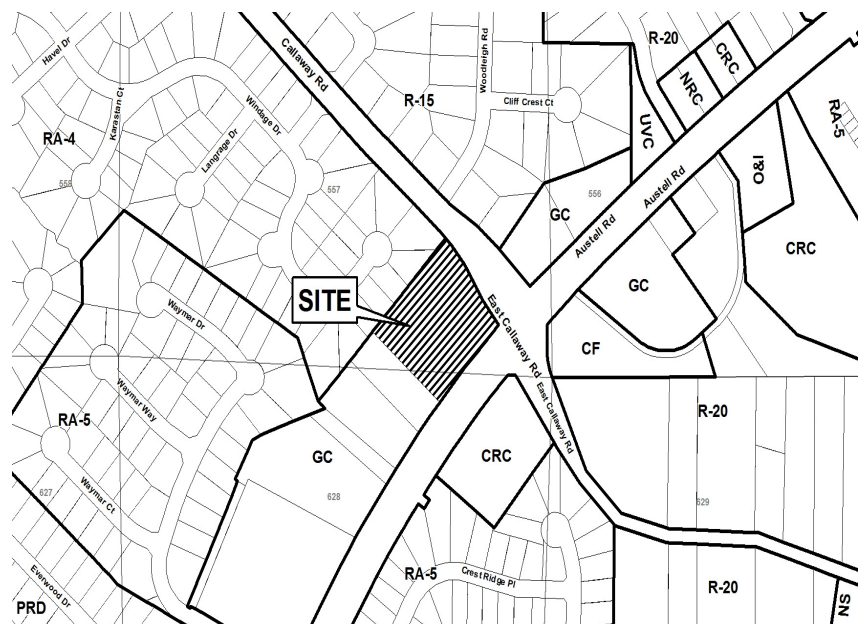 Havel Dr
Karastan Ct
Windage Dr
Langrage Dr
RA-4
558
557
Callaway Rd
R-15
Woodleigh Rd
Cliff Crest Ct
R-20
UVC
NRC
CRC
RA-5
O&I
GC
556
Austell Rd
Austell Rd
CRC
GC
CF
SITE
East Callaway Rd
East Callaway Rd
Waymar Dr
Waymar Way
Waymar Ct
RA-5
GC
628
627
CRC
R-20
629
RA-5
Crest Ridge Pl
R-20
NS
Everwood Dr
PRD